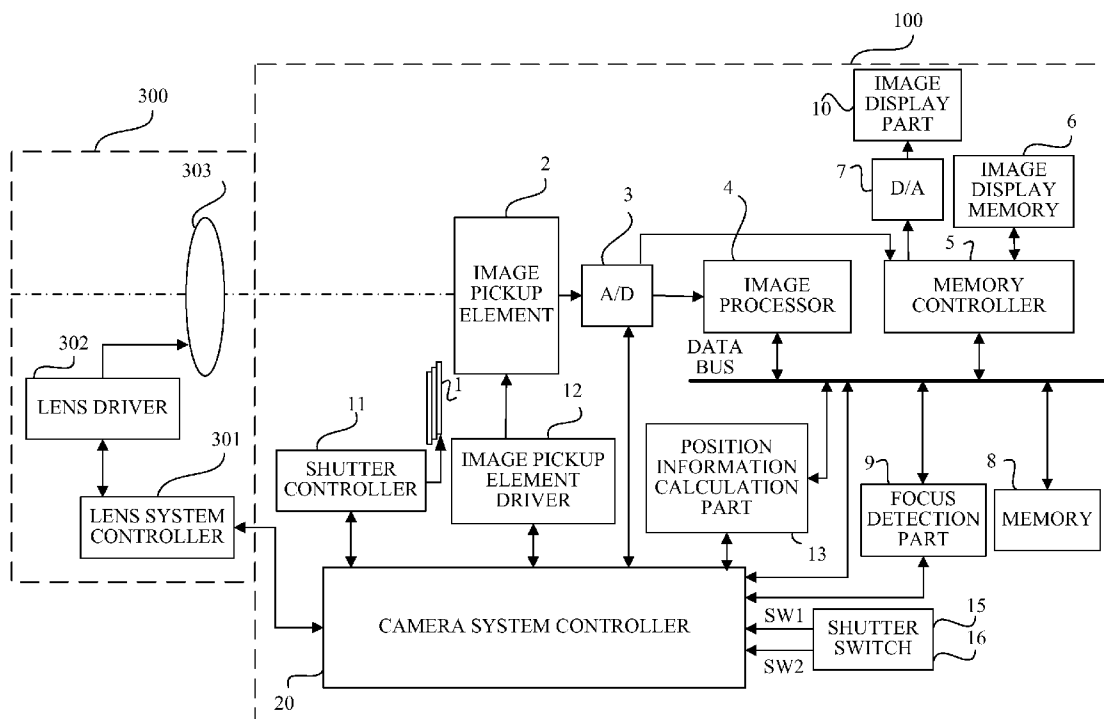 100
300
IMAGE
DISPLAY
PART
10
6
303
2
7
D/A
IMAGE
DISPLAY
MEMORY
3
4
5
IMAGE
PICKUP
ELEMENT
A/D
IMAGE
PROCESSOR
MEMORY
CONTROLLER
302
DATA
BUS
LENS DRIVER
1
11
12
301
SHUTTER
CONTROLLER
IMAGE PICKUP
ELEMENT
DRIVER
POSITION
INFORMATION
CALCULATION
PART
9
8
FOCUS
DETECTION
PART
MEMORY
LENS SYSTEM
CONTROLLER
13
CAMERA SYSTEM CONTROLLER
SW1
SHUTTER
SWITCH
15
16
SW2
20